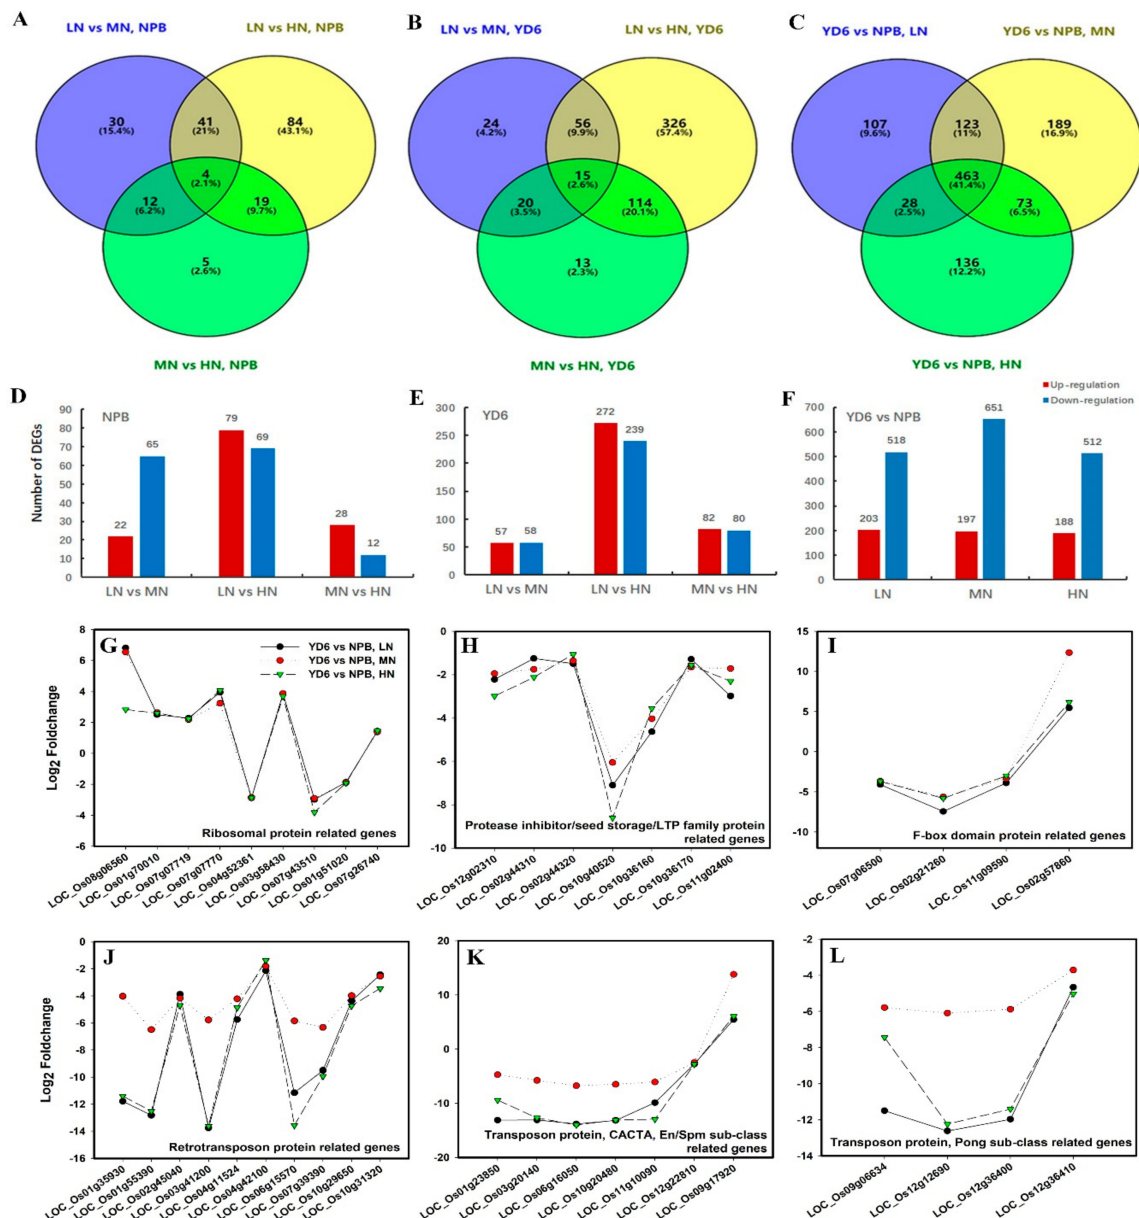 A
LN vs MN, NPB
LN vs HN, NPB
30
(15.4%)
41
(21%)
84
(43.1%)
4
(2.1%)
12
(6.2%)
19
(9.7%)
5
(2.6%)
MN vs HN, NPB
B
LN vs MN, YD6
LN vs HN, YD6
24
(4.2%)
56
(9.9%)
326
(57.4%)
15
(2.6%)
20
(3.5%)
114
(20.1%)
13
(2.3%)
MN vs HN, YD6
C
YD6 vs NPB, LN
YD6 vs NPB, MN
107
(9.6%)
123
(11%)
189
(16.9%)
463
(41.4%)
28
(2.5%)
73
(6.5%)
136
(12.2%)
YD6 vs NPB, HN
D
NPB
Number of DEGs
90
80
70
60
50
40
30
20
10
0
22
65
79
69
28
12
LN vs MN
LN vs HN
MN vs HN
E
YD6
300
250
200
150
100
50
0
57
58
272
239
82
80
LN vs MN
LN vs HN
MN vs HN
F
YD6 vs NPB
Up-regulation
Down-regulation
700
600
500
400
300
200
100
0
203
518
197
651
188
512
LN
MN
HN
G
YD6 vs NPB, LN
YD6 vs NPB, MN
YD6 vs NPB, HN
Log2 Foldchange
8
6
4
2
0
-2
-4
-6
Ribosomal protein related genes
LOC_Os08g06560
LOC_Os01g70010
LOC_Os07g07719
LOC_Os07g07770
LOC_Os04g52361
LOC_Os03g58430
LOC_Os07g43510
LOC_Os01g51020
LOC_Os07g26740
H
0
-2
-4
-6
-8
-10
Protease inhibitor/seed storage/LTP family protein
related genes
LOC_Os12g02310
LOC_Os02g44310
LOC_Os02g44320
LOC_Os10g40520
LOC_Os10g36160
LOC_Os10g36170
LOC_Os11g02400
I
15
10
5
0
-5
-10
F-box domain protein related genes
LOC_Os07g06500
LOC_Os02g21260
LOC_Os11g09590
LOC_Os02g57860
J
Log2 Foldchange
0
-2
-4
-6
-8
-10
-12
-14
-16
Retrotransposon protein related genes
LOC_Os01g35930
LOC_Os01g55390
LOC_Os02g45040
LOC_Os03g41200
LOC_Os04g11524
LOC_Os04g42100
LOC_Os06g15570
LOC_Os07g39390
LOC_Os10g29650
LOC_Os10g31320
K
20
10
0
-10
-20
Transposon protein, CACTA, En/Spm sub-class
related genes
LOC_Os01g23850
LOC_Os03g20140
LOC_Os06g16050
LOC_Os10g20480
LOC_Os11g10090
LOC_Os12g22810
LOC_Os09g17920
L
-2
-4
-6
-8
-10
-12
-14
Transposon protein, Pong sub-class related genes
LOC_Os09g06634
LOC_Os12g12690
LOC_Os12g36400
LOC_Os12g36410